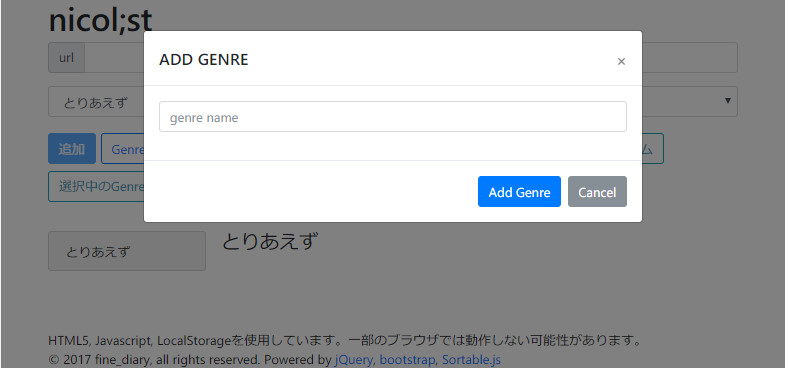 nicol;st
ADD GENRE ×
url
とりあえず
genre name
追加 Genre ム
選択中のGenre
Add Genre Cancel
とりあえず とりあえず
HTML5, Javascript, LocalStorageを使用しています。一部のブラウザでは動作しない可能性があります。
© 2017 fine_diary, all rights reserved. Powered by jQuery, bootstrap, Sortable.js